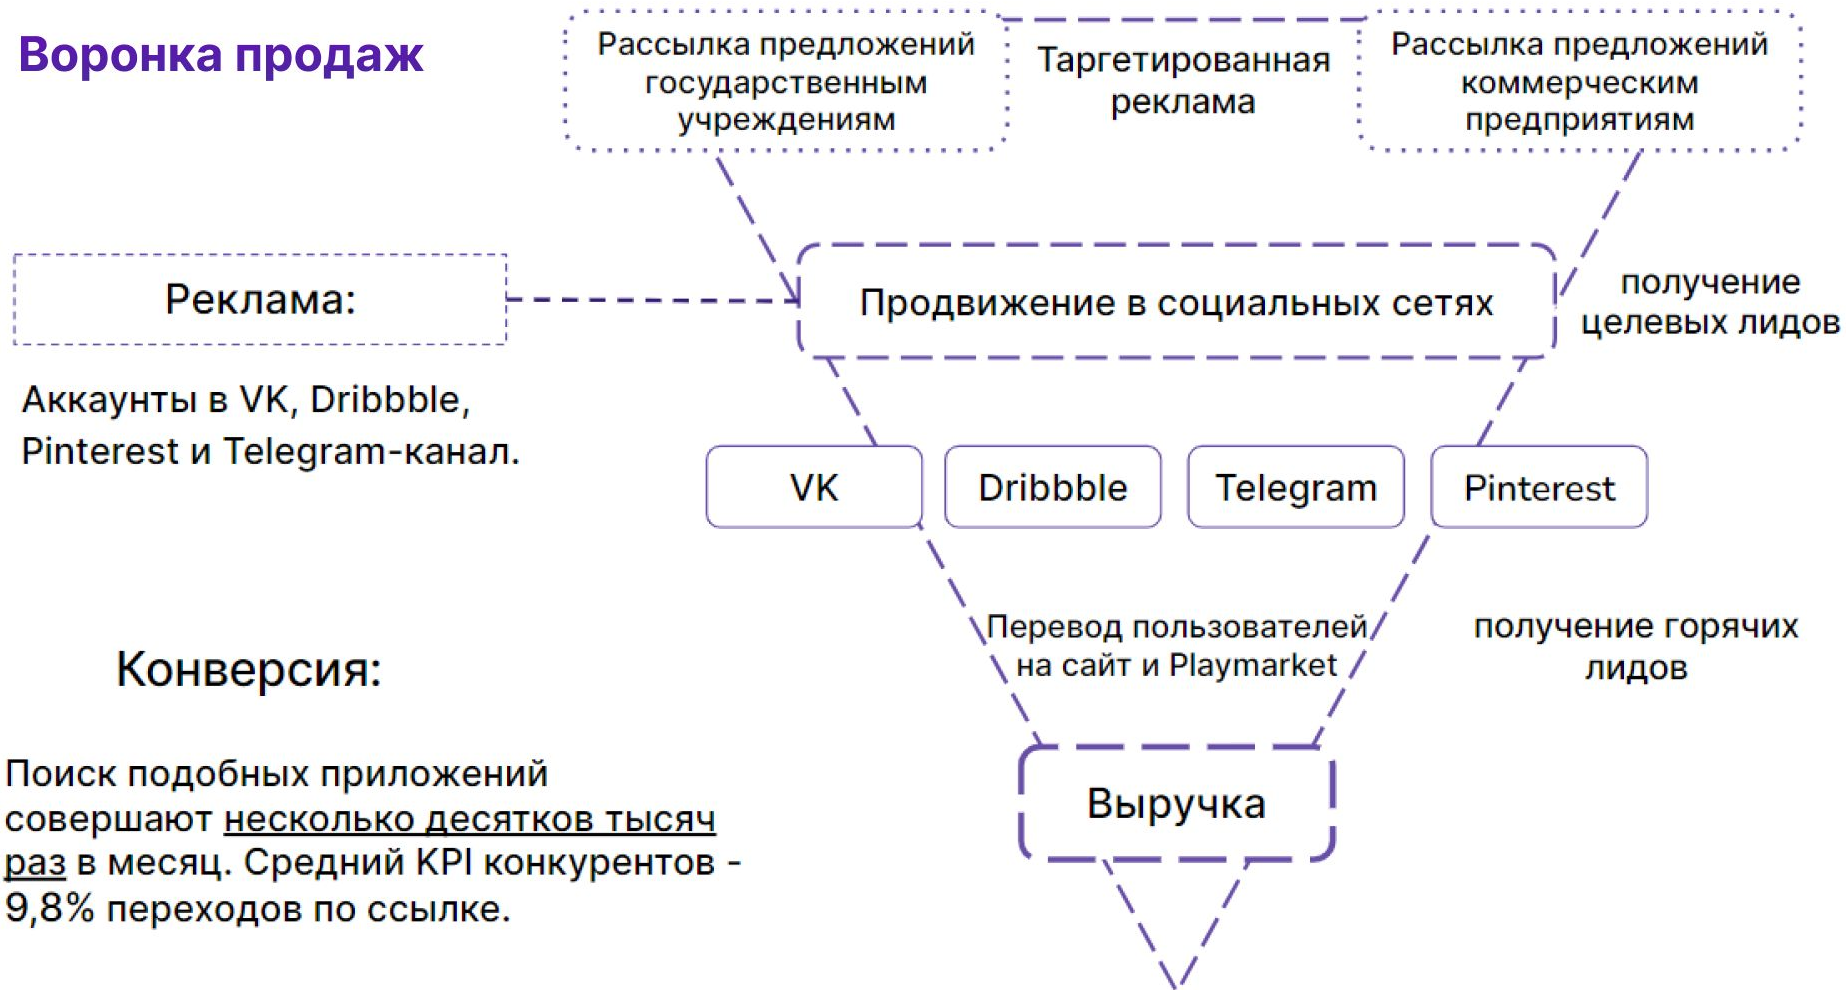 Воронка продаж
Рассылка предложений
государственным
учреждениям
Таргетированная
реклама
Рассылка предложений
коммерческим
предприятиям
Реклама:
Продвижение в социальных сетях
получение
целевых лидов
Аккаунты в VK, Dribbble,
Pinterest и Telegram-канал.
VK
Dribbble
Telegram
Pinterest
Перевод пользователей
на сайт и Playmarket
получение горячих
лидов
Конверсия:
Поиск подобных приложений
совершают несколько десятков тысяч
раз в месяц. Средний KPI конкурентов -
9,8% переходов по ссылке.
Выручка